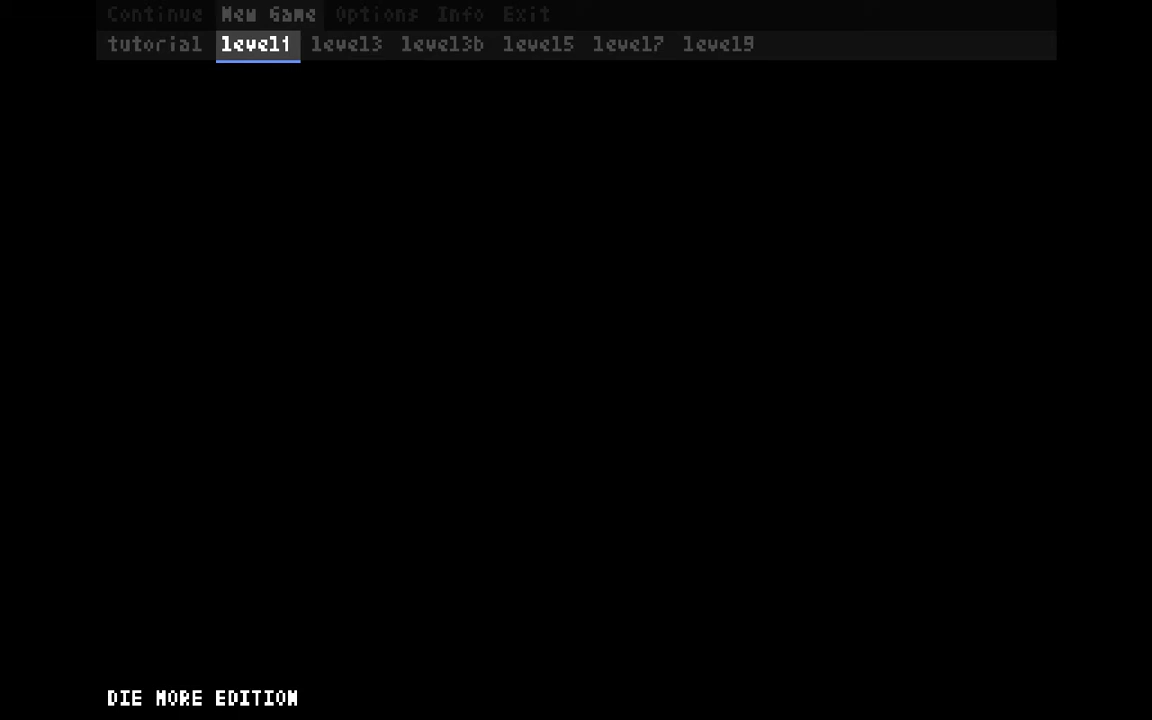 Continue New Game Options Info Exit
tutorial level1 level3 level3b level5 level7 level9
DIE MORE EDITION